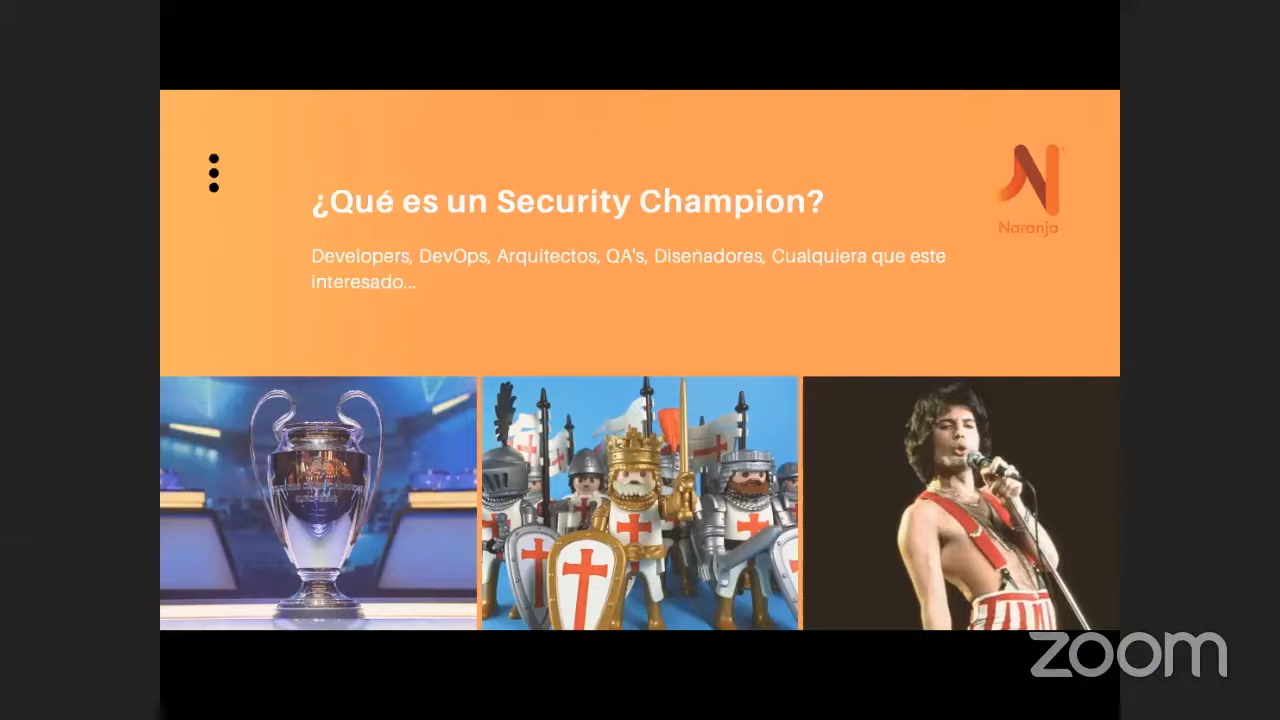 ¿Qué es un Security Champion?
Naranja
Developers, DevOps, Arquitectos, QA's, Diseñadores, Cualquiera que este
interesado...
zoom